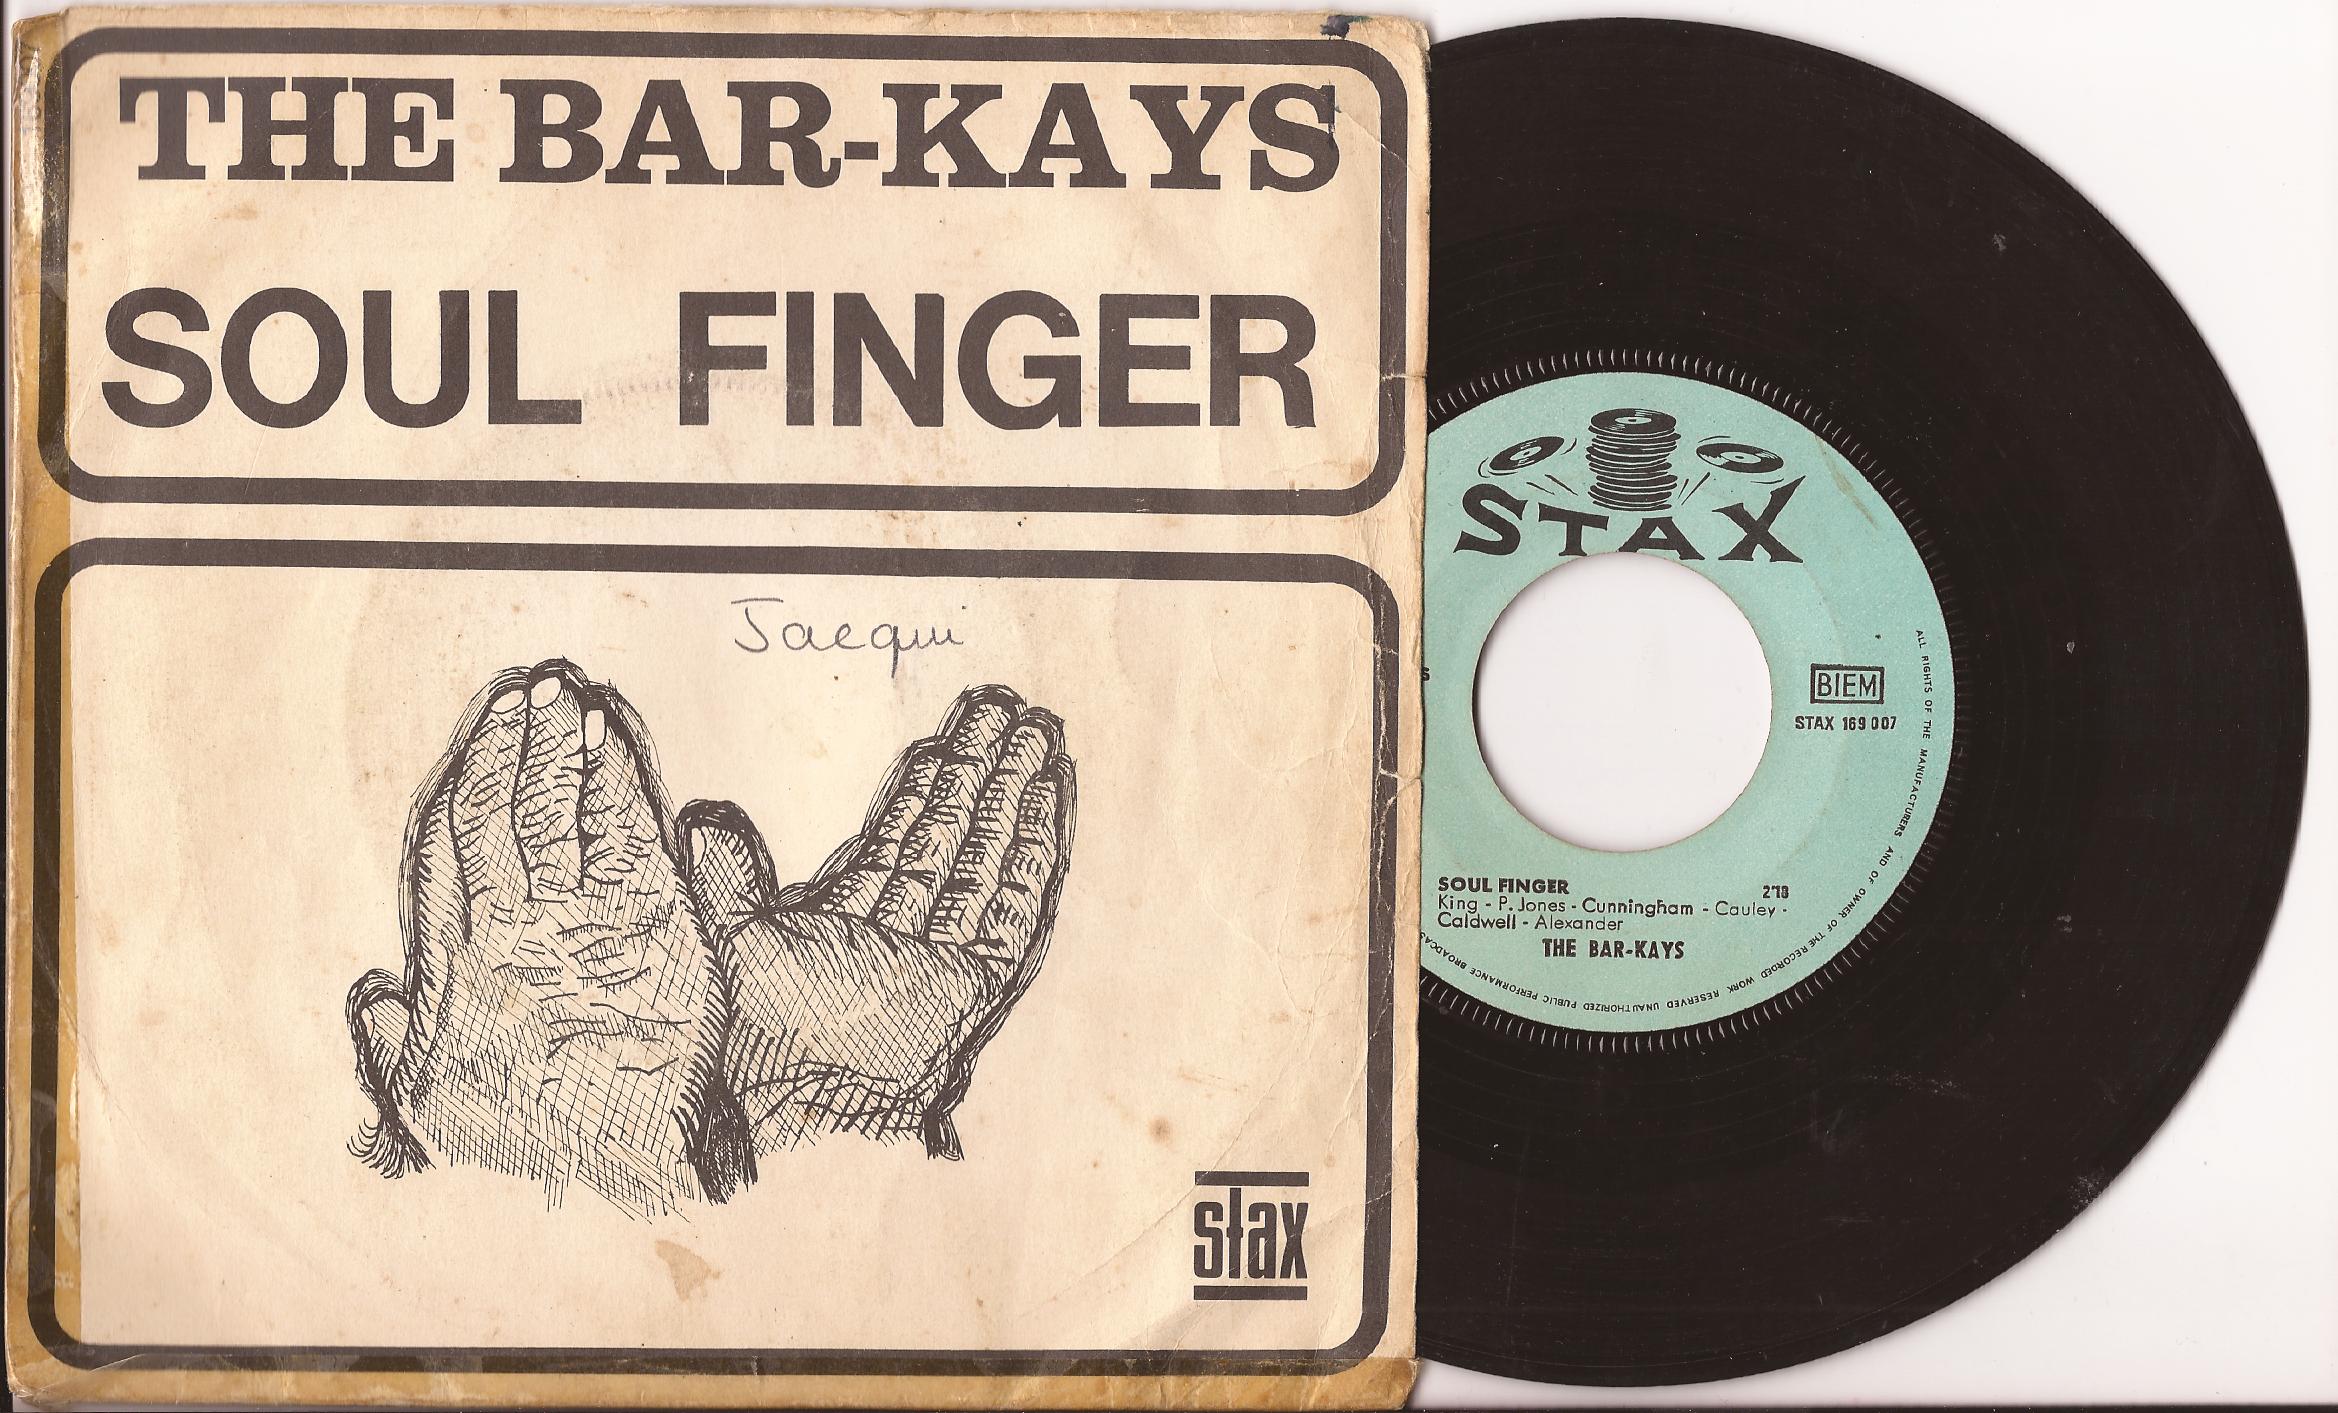 THE BAR-KAYS
SOUL FINGER
Jacqui
stax
STAX
BIEM
STAX 169 007
SOUL FINGER 2'18
King - P. Jones - Cunningham - Cauley -
Caldwell - Alexander
THE BAR-KAYS
ALL RIGHTS OF THE MANUFACTURERS AND OF OWNER OF THE RECORDED WORK RESERVED UNAUTHORIZED PUBLIC PERFORMANCE